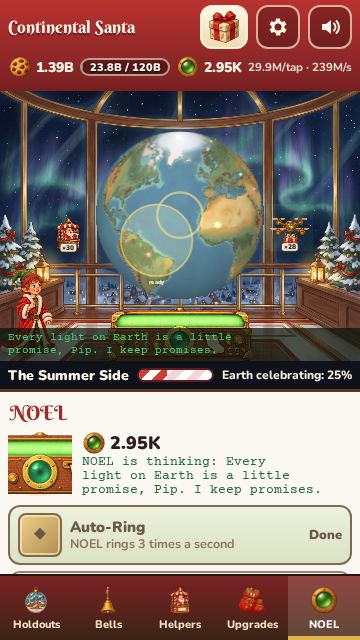 Continental Santa
1.39B
23.8B / 120B
2.95K
29.9M/tap · 239M/s
×30
×28
ready
Every light on Earth is a little
promise, Pip. I keep promises.
The Summer Side
Earth celebrating: 25%
NOEL
2.95K
NOEL is thinking: Every
light on Earth is a little
promise, Pip. I keep promises.
Auto-Ring
NOEL rings 3 times a second
Done
Holdouts
Bells
Helpers
Upgrades
NOEL